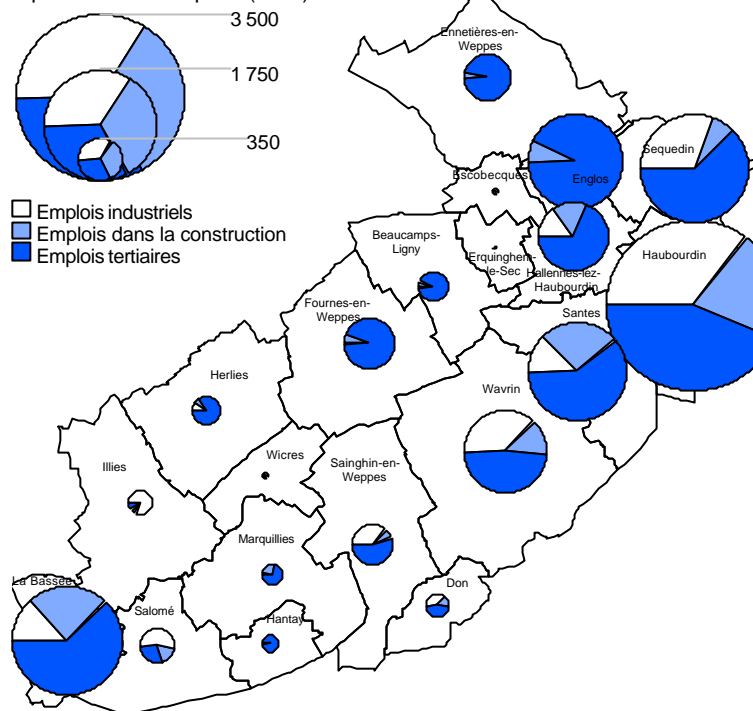 3 500
1 750
350
Emplois industriels
Emplois dans la construction
Emplois tertiaires
Ennetières-en-
Weppes
Sequedin
Escobecques
Englos
Beaucamps-
Ligny
Erquinghem-
le-Sec
Hallennes-lez-
Haubourdin
Haubourdin
Fournes-en-
Weppes
Santes
Herlies
Wavrin
Wicres
Illies
Sainghin-en-
Weppes
Marquillies
La Bassée
Don
Salomé
Hantay